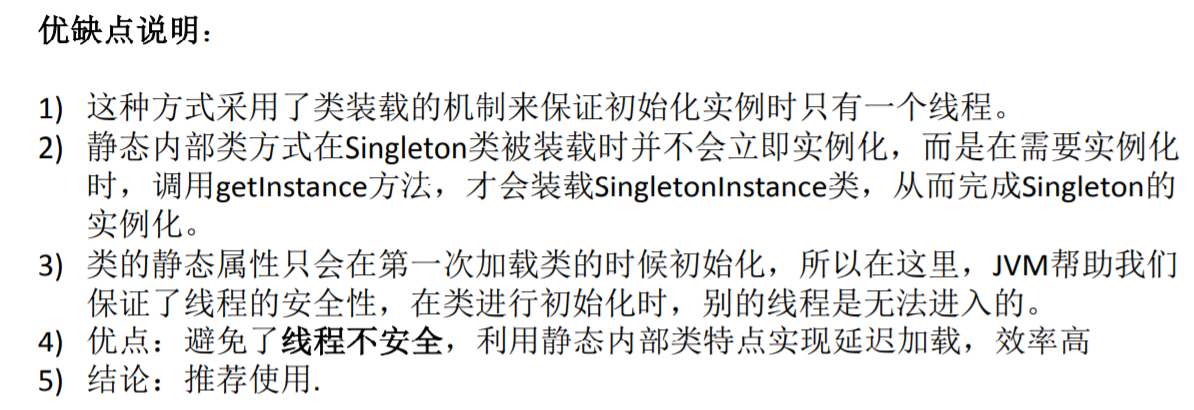 优缺点说明：
1) 这种方式采用了类装载的机制来保证初始化实例时只有一个线程。
2) 静态内部类方式在Singleton类被装载时并不会立即实例化，而是在需要实例化
时，调用getInstance方法，才会装载SingletonInstance类，从而完成Singleton的
实例化。
3) 类的静态属性只会在第一次加载类的时候初始化，所以在这里，JVM帮助我们
保证了线程的安全性，在类进行初始化时，别的线程是无法进入的。
4) 优点：避免了线程不安全，利用静态内部类特点实现延迟加载，效率高
5) 结论：推荐使用.